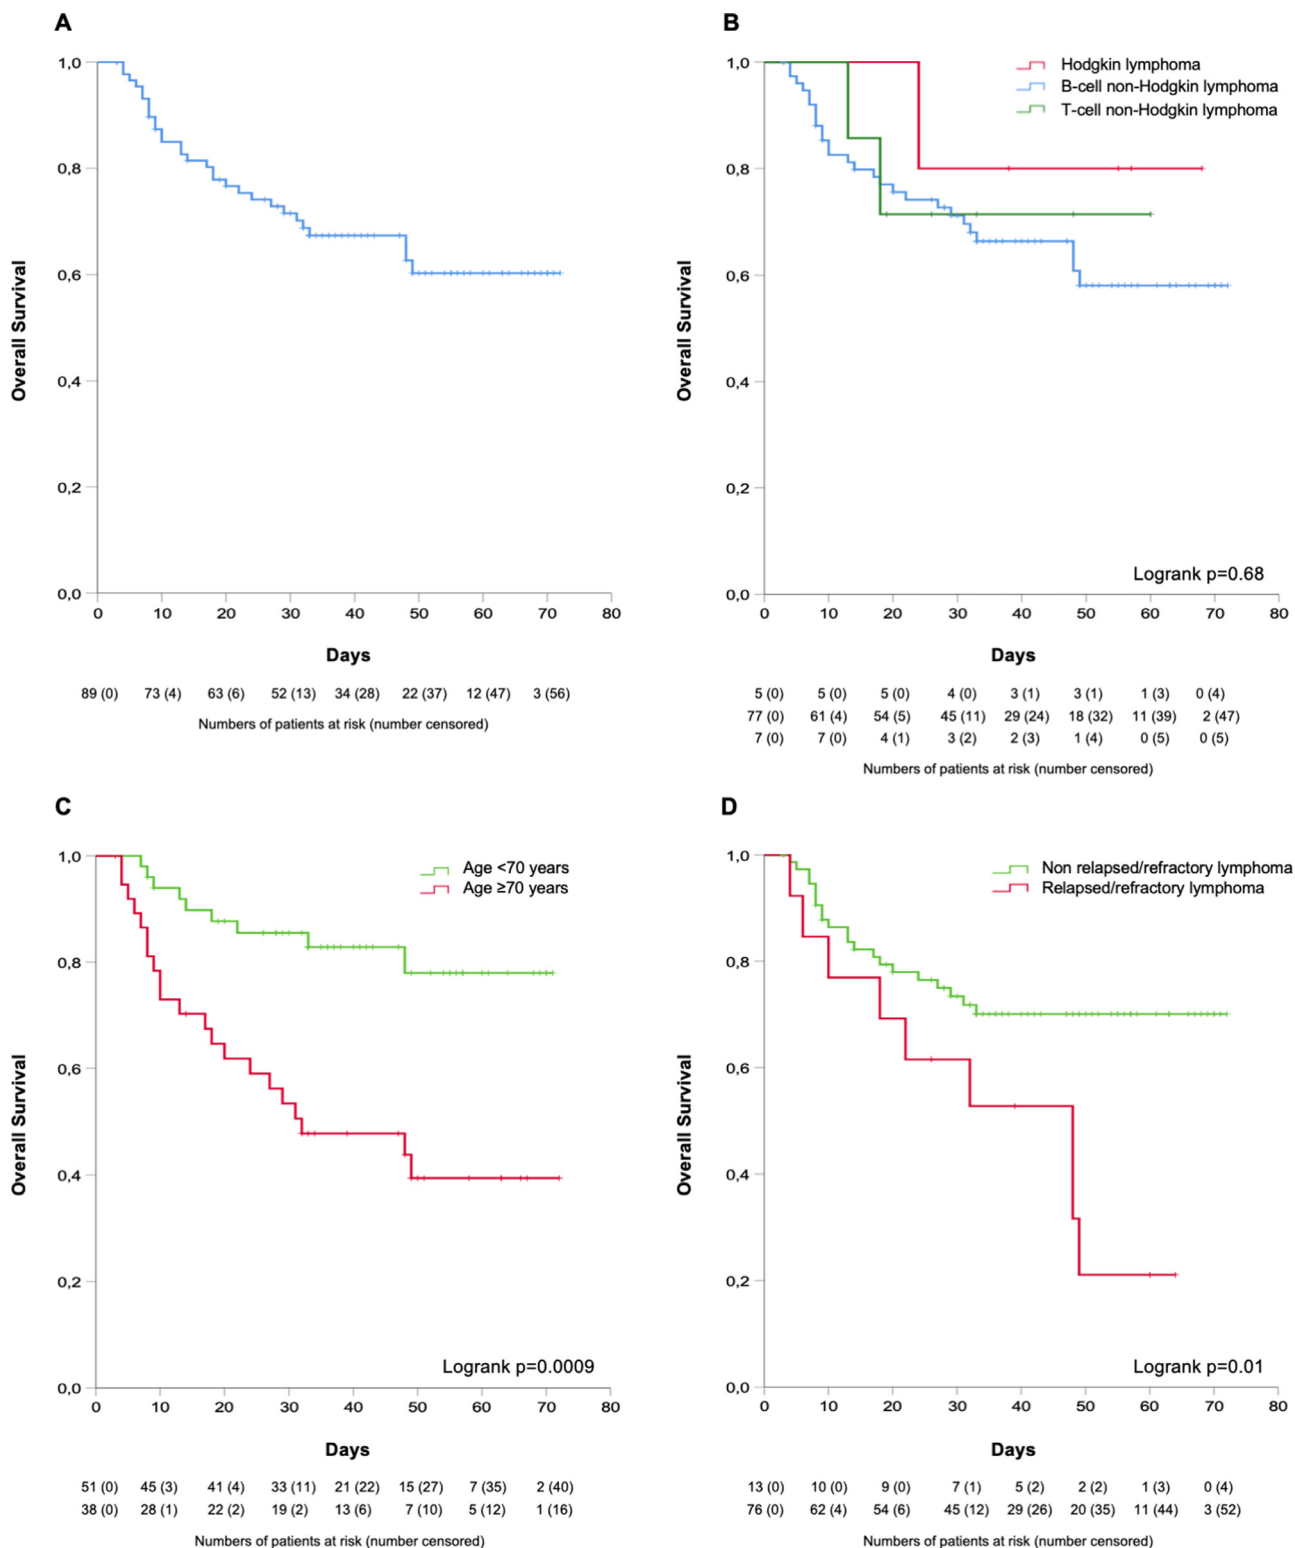 A
1,0
0,8
0,6
0,4
0,2
0,0
Overall Survival
0 10 20 30 40 50 60 70 80
Days
89 (0) 73 (4) 63 (6) 52 (13) 34 (28) 22 (37) 12 (47) 3 (56)
Numbers of patients at risk (number censored)
B
Hodgkin lymphoma
B-cell non-Hodgkin lymphoma
T-cell non-Hodgkin lymphoma
1,0
0,8
0,6
0,4
0,2
0,0
Overall Survival
Logrank p=0.68
0 10 20 30 40 50 60 70 80
Days
5 (0) 5 (0) 5 (0) 4 (0) 3 (1) 3 (1) 1 (3) 0 (4)
77 (0) 61 (4) 54 (5) 45 (11) 29 (24) 18 (32) 11 (39) 2 (47)
7 (0) 7 (0) 4 (1) 3 (2) 2 (3) 1 (4) 0 (5) 0 (5)
Numbers of patients at risk (number censored)
C
Age <70 years
Age ≥70 years
1,0
0,8
0,6
0,4
0,2
0,0
Overall Survival
Logrank p=0.0009
0 10 20 30 40 50 60 70 80
Days
51 (0) 45 (3) 41 (4) 33 (11) 21 (22) 15 (27) 7 (35) 2 (40)
38 (0) 28 (1) 22 (2) 19 (2) 13 (6) 7 (10) 5 (12) 1 (16)
Numbers of patients at risk (number censored)
D
Non relapsed/refractory lymphoma
Relapsed/refractory lymphoma
1,0
0,8
0,6
0,4
0,2
0,0
Overall Survival
Logrank p=0.01
0 10 20 30 40 50 60 70 80
Days
13 (0) 10 (0) 9 (0) 7 (1) 5 (2) 2 (2) 1 (3) 0 (4)
76 (0) 62 (4) 54 (6) 45 (12) 29 (26) 20 (35) 11 (44) 3 (52)
Numbers of patients at risk (number censored)